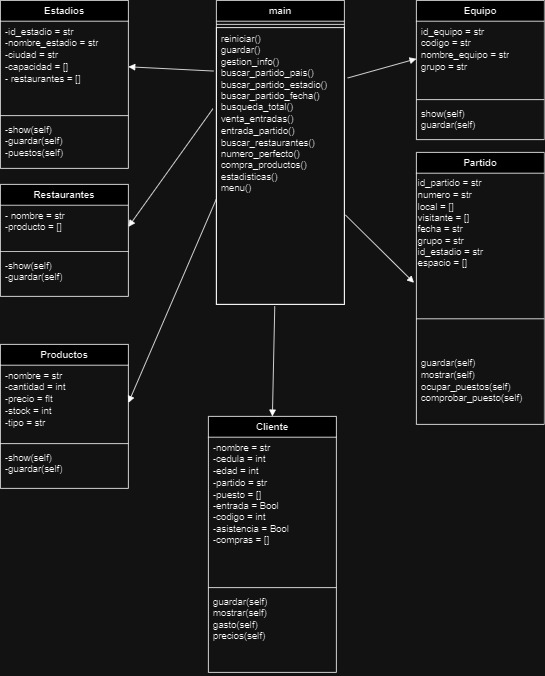 Estadios
-id_estadio = str
-nombre_estadio = str
-ciudad = str
-capacidad = []
- restaurantes = []
-show(self)
-guardar(self)
-puestos(self)
Restaurantes
- nombre = str
-producto = []
-show(self)
-guardar(self)
Productos
-nombre = str
-cantidad = int
-precio = flt
-stock = int
-tipo = str
-show(self)
-guardar(self)
main
reiniciar()
guardar()
gestion_info()
buscar_partido_pais()
buscar_partido_estadio()
buscar_partido_fecha()
busqueda_total()
venta_entradas()
entrada_partido()
buscar_restaurantes()
numero_perfecto()
compra_productos()
estadisticas()
menu()
Cliente
-nombre = str
-cedula = int
-edad = int
-partido = str
-puesto = []
-entrada = Bool
-codigo = int
-asistencia = Bool
-compras = []
guardar(self)
mostrar(self)
gasto(self)
precios(self)
Equipo
id_equipo = str
codigo = str
nombre_equipo = str
grupo = str
show(self)
guardar(self)
Partido
id_partido = str
numero = str
local = []
visitante = []
fecha = str
grupo = str
id_estadio = str
espacio = []
guardar(self)
mostrar(self)
ocupar_puestos(self)
comprobar_puesto(self)